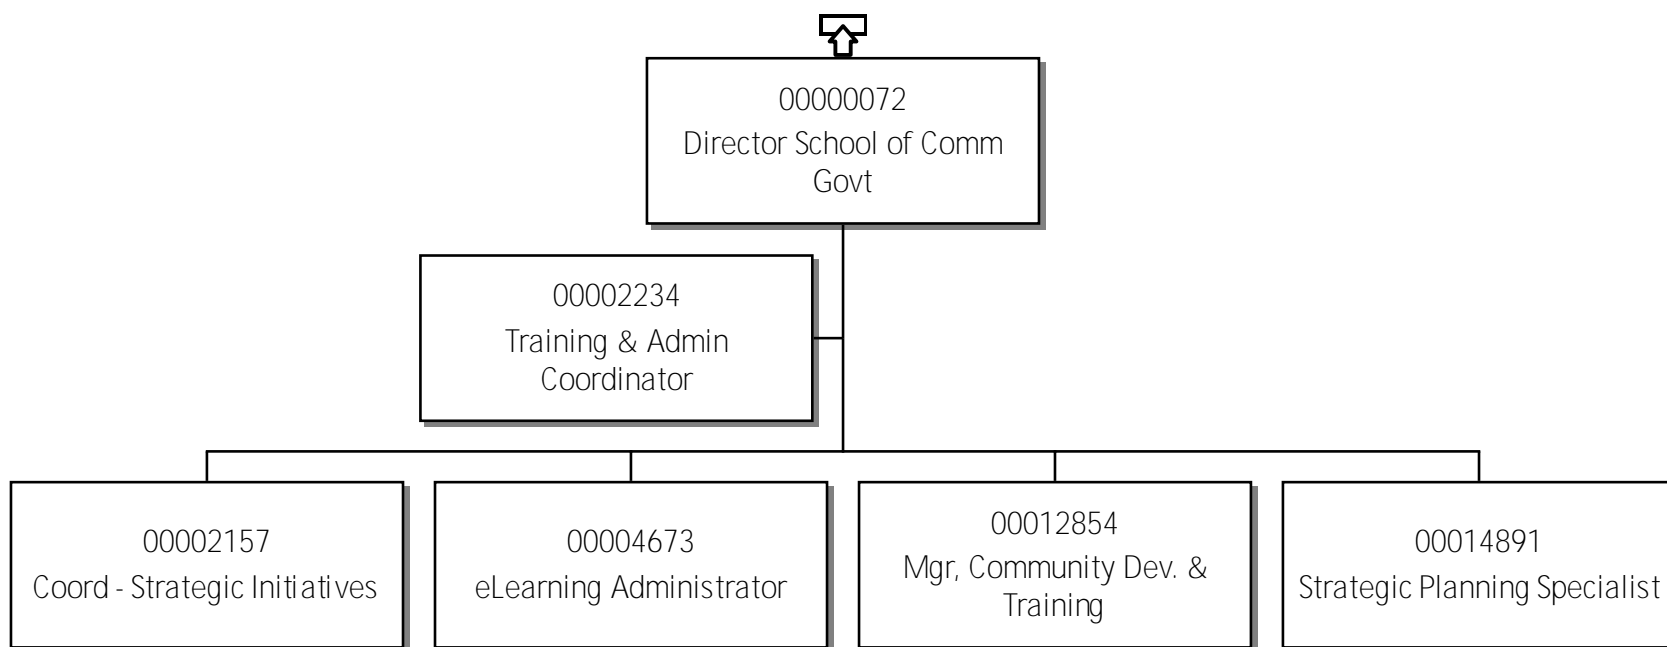 00000072
Director School of Comm
Govt
00002234
Training & Admin
Coordinator
00002157
Coord - Strategic Initiatives
00004673
eLearning Administrator
00012854
Mgr, Community Dev. &
Training
00014891
Strategic Planning Specialist